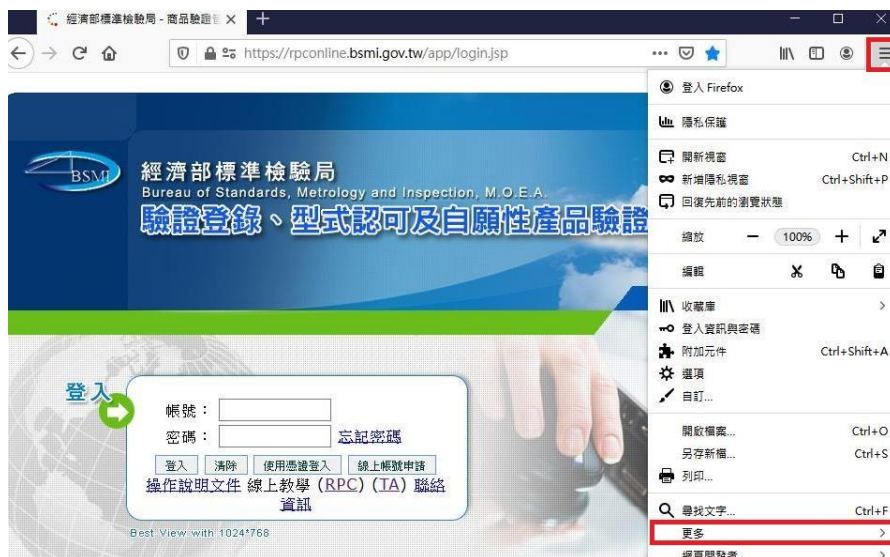 經濟部標準檢驗局 - 商品驗證
https://rpconline.bsmi.gov.tw/app/login.jsp
登入 Firefox
隱私保護
開新視窗 Ctrl+N
新增隱私視窗 Ctrl+Shift+P
回復先前的瀏覽狀態
縮放 100%
編輯
收藏庫
登入資訊與密碼
附加元件 Ctrl+Shift+A
選項
自訂...
開啟檔案... Ctrl+O
另存新檔... Ctrl+S
列印...
尋找文字... Ctrl+F
更多
網頁開發者
BSMI
經濟部標準檢驗局
Bureau of Standards, Metrology and Inspection, M.O.E.A.
驗證登錄、型式認可及自願性產品驗證
登入
帳號：
密碼： 忘記密碼
登入 清除 使用憑證登入 線上帳號申請
操作說明文件 線上教學 (RPC) (TA) 聯絡
資訊
Best View with 1024*768